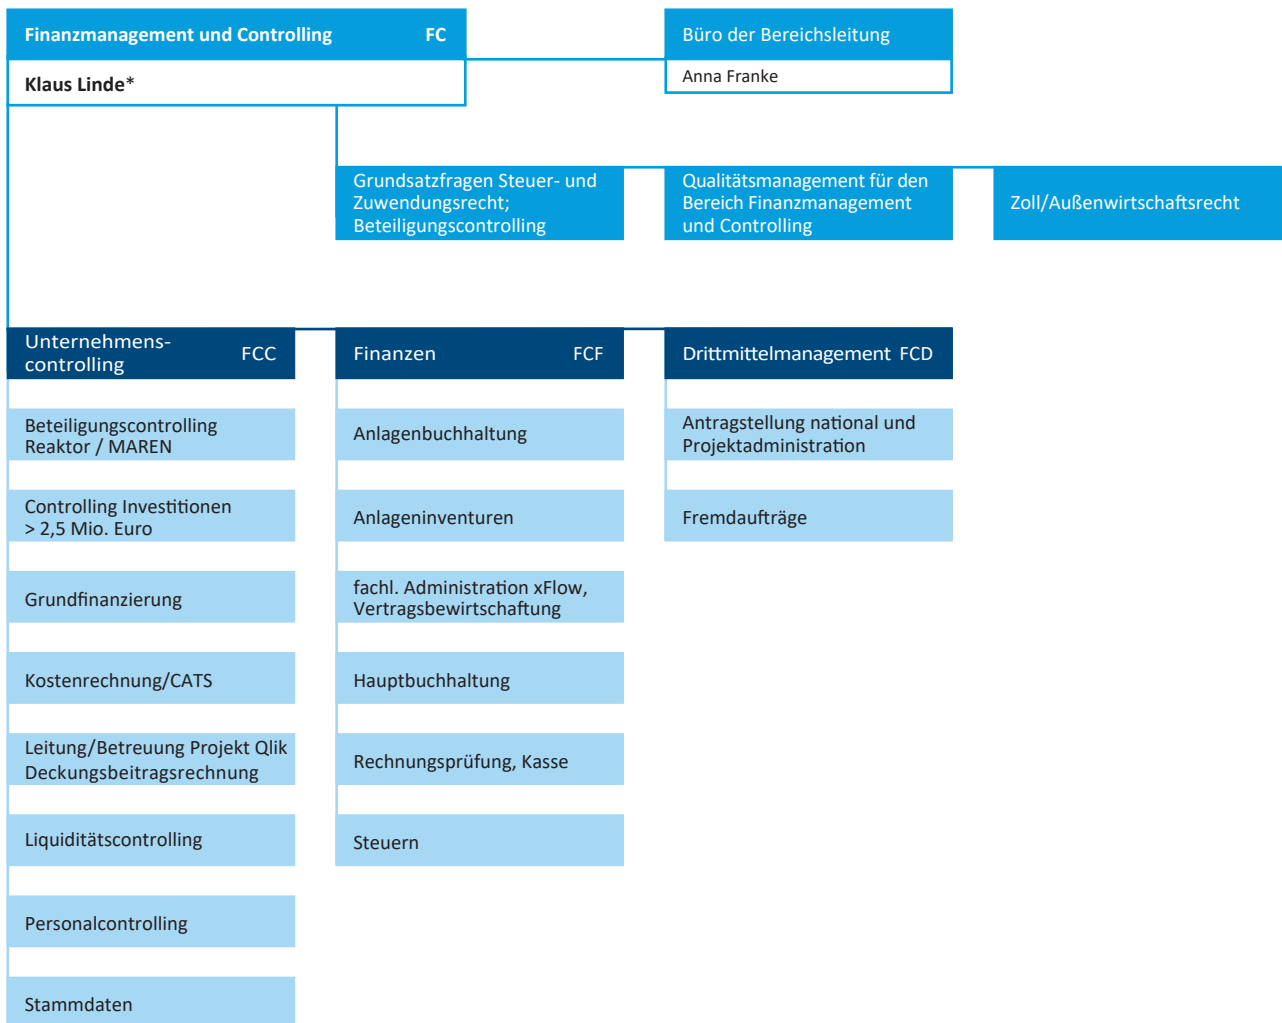 Finanzmanagement und Controlling FC
Klaus Linde*
Büro der Bereichsleitung
Anna Franke
Grundsatzfragen Steuer- und
Zuwendungsrecht;
Beteiligungscontrolling
Qualitätsmanagement für den
Bereich Finanzmanagement
und Controlling
Zoll/Außenwirtschaftsrecht
Unternehmens-
controlling FCC
Beteiligungscontrolling
Reaktor / MAREN
Controlling Investitionen
> 2,5 Mio. Euro
Grundfinanzierung
Kostenrechnung/CATS
Leitung/Betreuung Projekt Qlik
Deckungsbeitragsrechnung
Liquiditätscontrolling
Personalcontrolling
Stammdaten
Finanzen FCF
Anlagenbuchhaltung
Anlageninventuren
fachl. Administration xFlow,
Vertragsbewirtschaftung
Hauptbuchhaltung
Rechnungsprüfung, Kasse
Steuern
Drittmittelmanagement FCD
Antragstellung national und
Projektadministration
Fremdaufträge